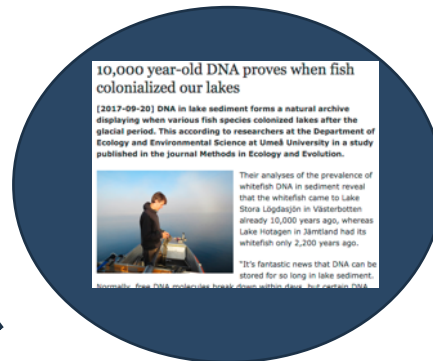 10,000 year-old DNA proves when fish
colonialized our lakes
[2017-09-20] DNA in lake sediment forms a natural archive
displaying when various fish species colonized lakes after the
glacial period. This according to researchers at the Department of
Ecology and Environmental Science at Umeå University in a study
published in the journal Methods in Ecology and Evolution.
Their analyses of the prevalence of
whitefish DNA in sediment reveal
that the whitefish came to Lake
Stora Lögdasjön in Västerbotten
already 10,000 years ago, whereas
Lake Hotagen in Jämtland had its
whitefish only 2,200 years ago.
"It's fantastic news that DNA can be
stored for so long in lake sediment.
Normally, free DNA molecules break down within days, but certain DNA